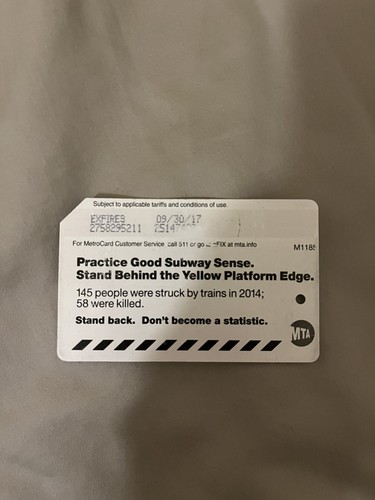 Subject to applicable tariffs and conditions of use.
EXPIRES 09/30/17
2758295211
For MetroCard Customer Service call 511 or go at mta.info
M1185
Practice Good Subway Sense.
Stand Behind the Yellow Platform Edge.
145 people were struck by trains in 2014;
58 were killed.
Stand back. Don't become a statistic.
MTA